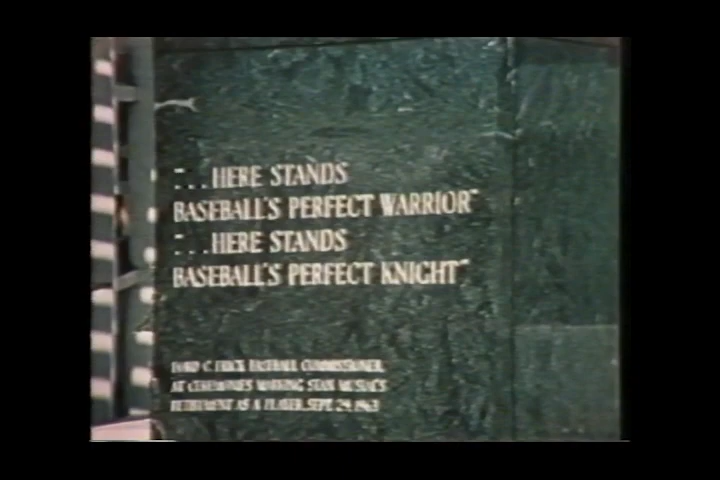 "...HERE STANDS
BASEBALL'S PERFECT WARRIOR"
"...HERE STANDS
BASEBALL'S PERFECT KNIGHT"
FORD C. FRICK, BASEBALL COMMISSIONER,
AT CEREMONIES MARKING STAN MUSIAL'S
RETIREMENT AS A PLAYER, SEPT. 29, 1963